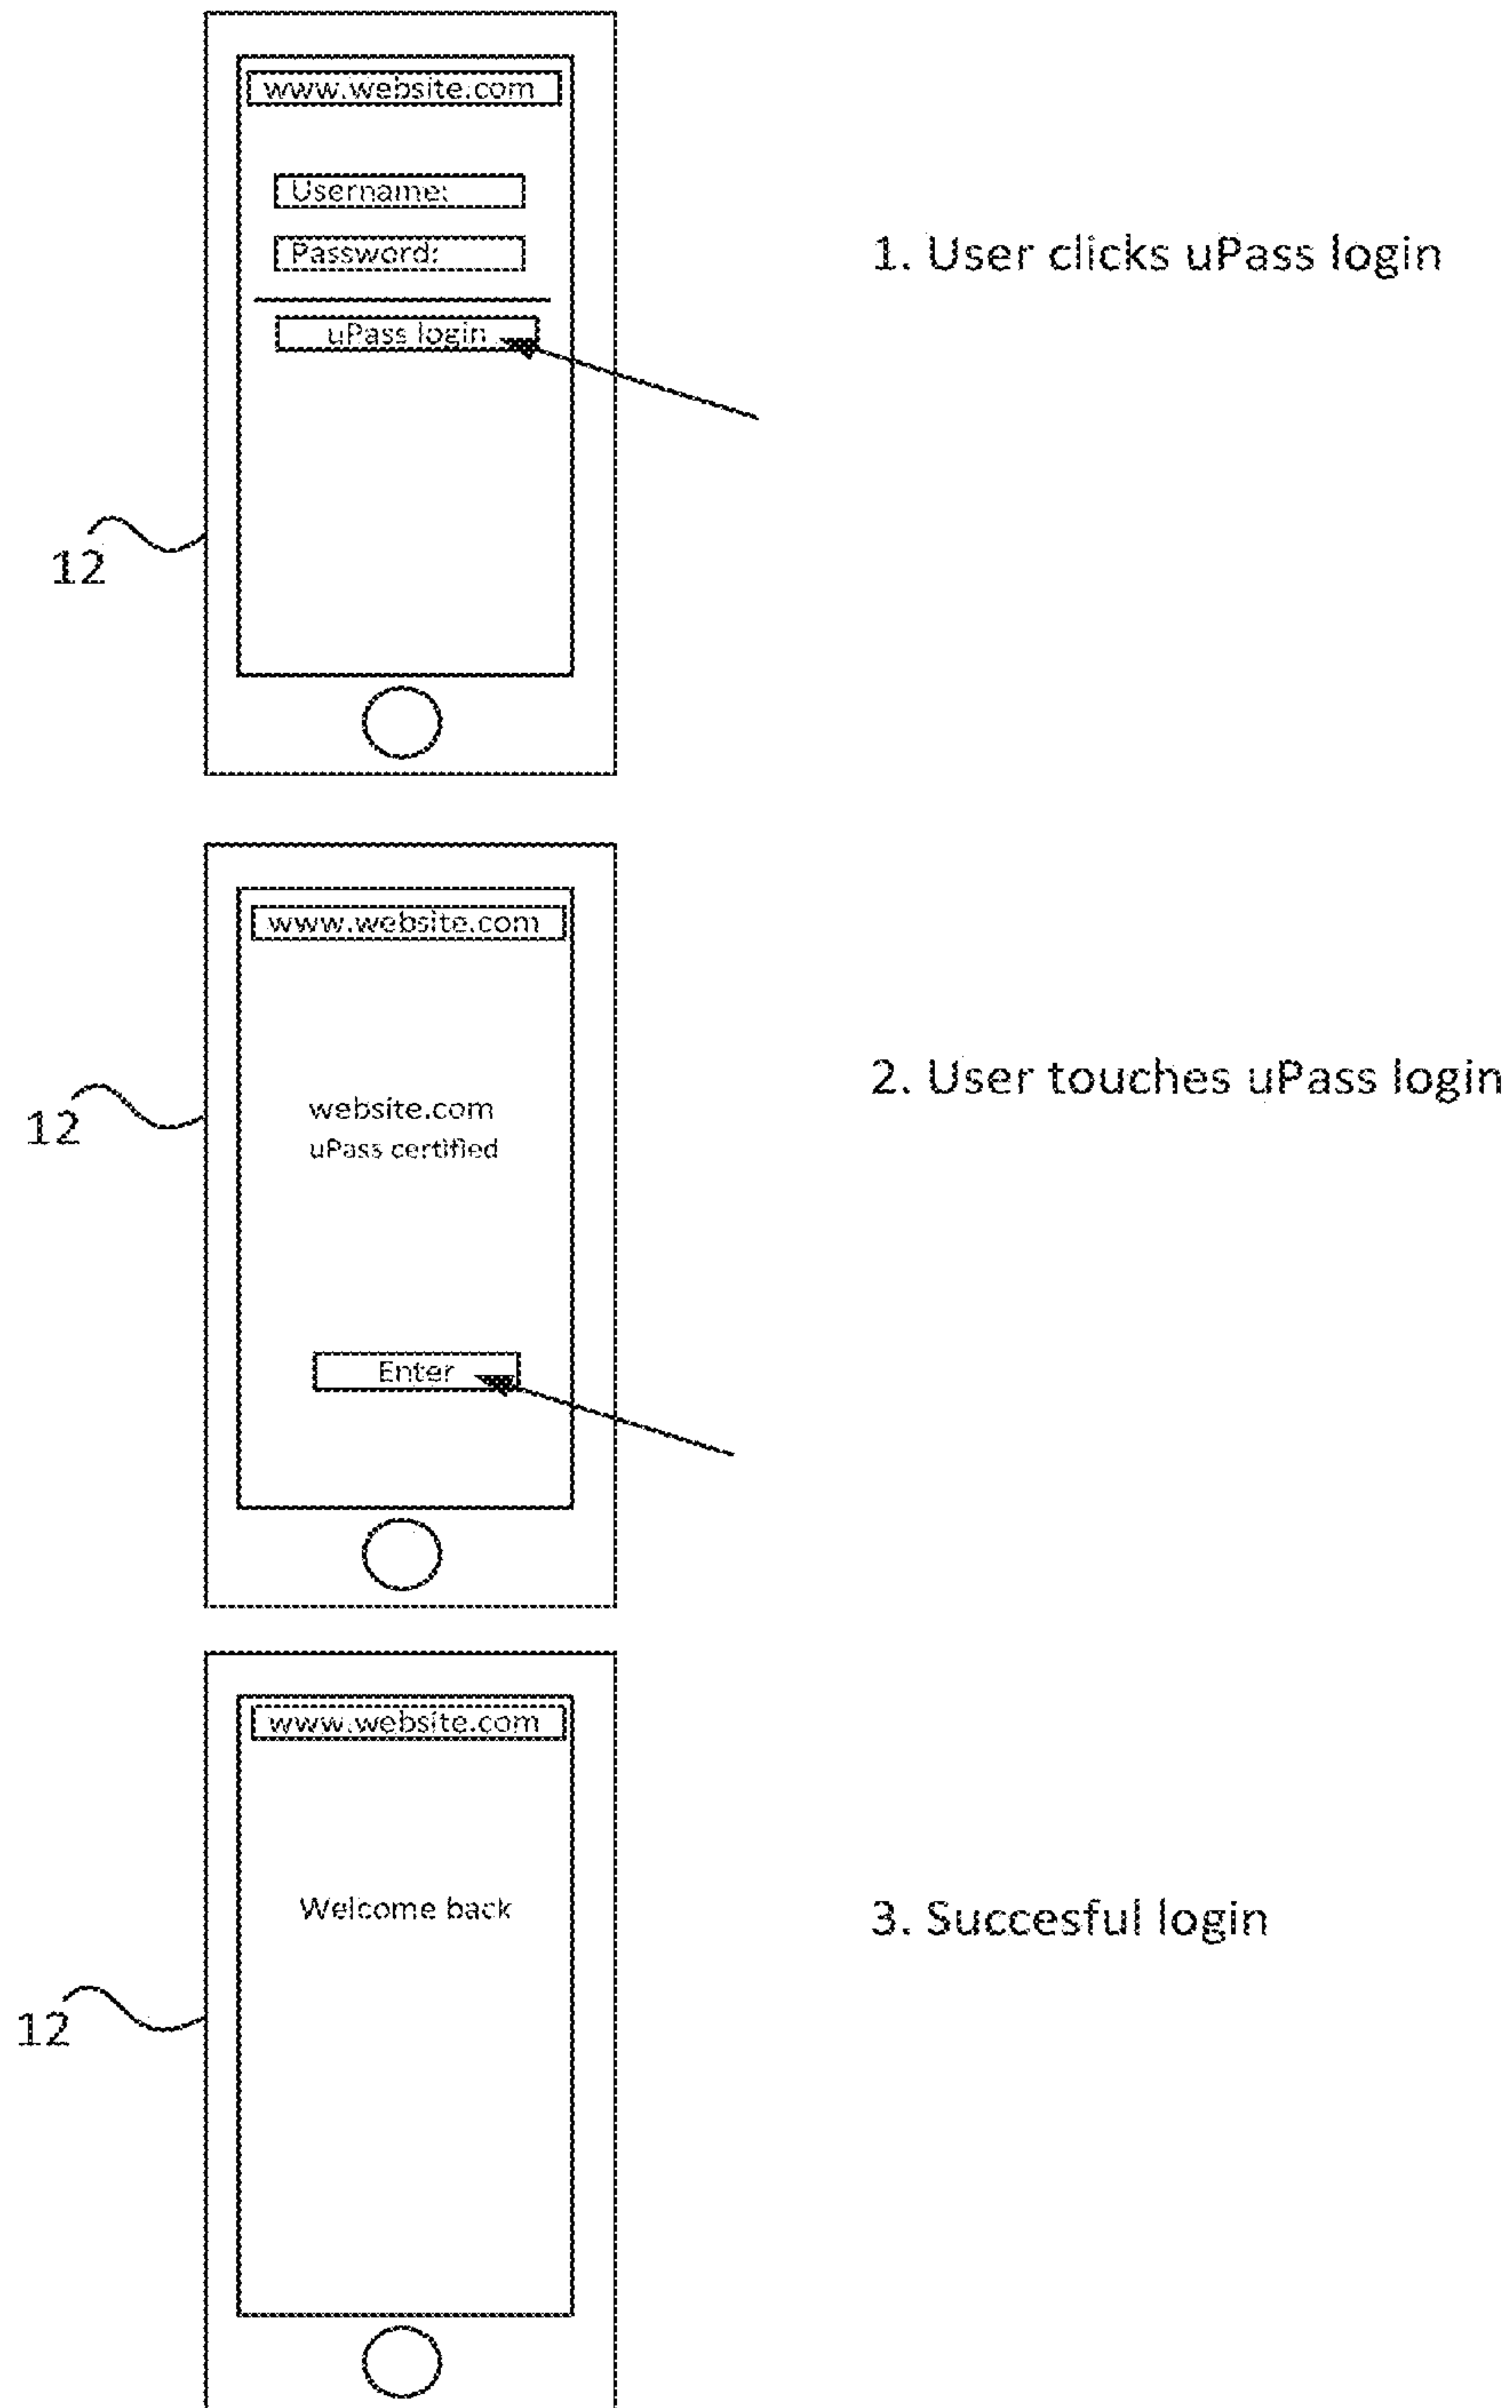 www.website.com
Username:
Password:
uPass login
1. User clicks uPass login
12
www.website.com
website.com
uPass certified
Enter
2. User touches uPass login
12
www.website.com
Welcome back
3. Succesful login
12